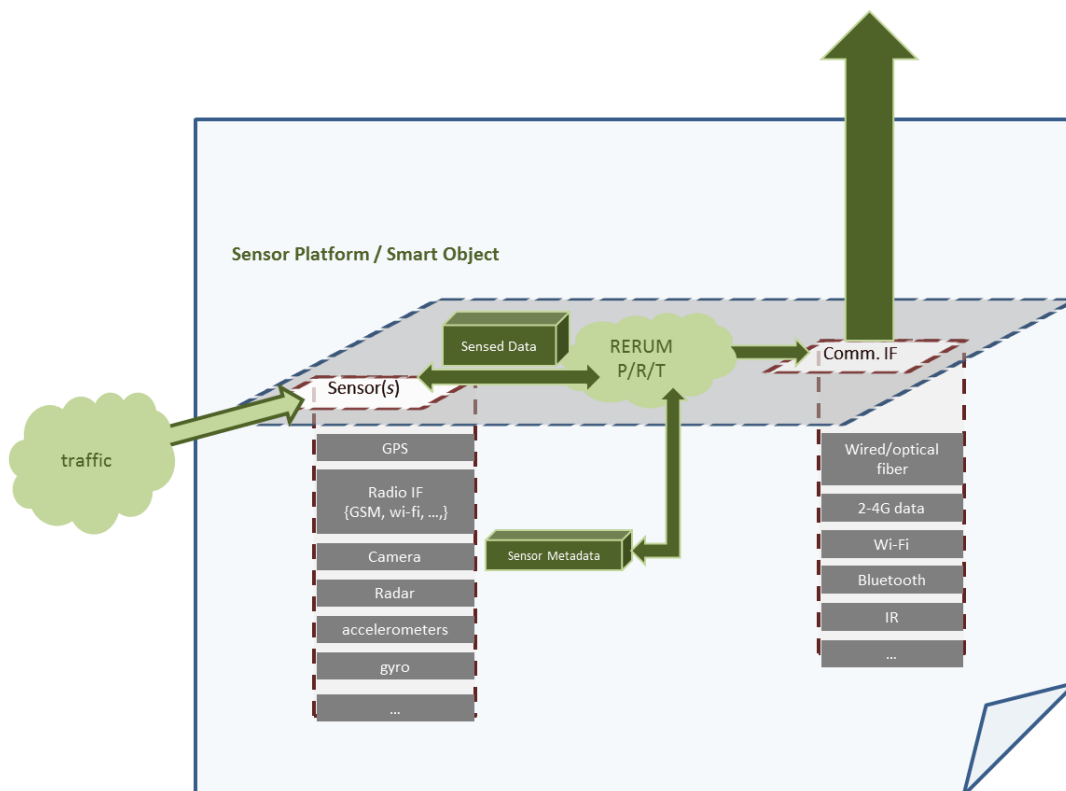 Sensor Platform / Smart Object
Sensed Data
RERUM
P/R/T
Comm. IF
Sensor(s)
traffic
GPS
Radio IF
{GSM, wi-fi, ...,}
Camera
Radar
accelerometers
gyro
...
Sensor Metadata
Wired/optical
fiber
2-4G data
Wi-Fi
Bluetooth
IR
...